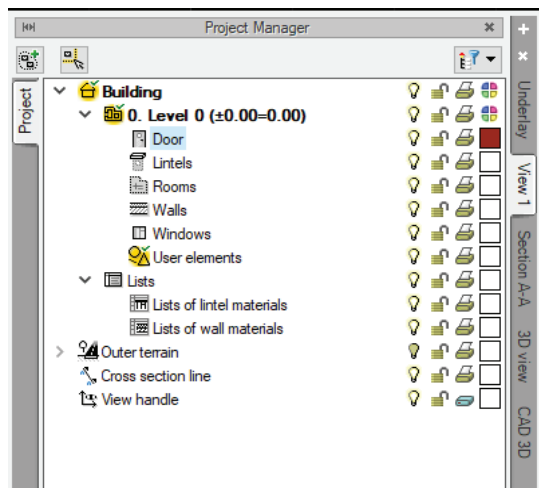 Project Manager
Project
Building
0. Level 0 (±0.00=0.00)
Door
Lintels
Rooms
Walls
Windows
User elements
Lists
Lists of lintel materials
Lists of wall materials
Outer terrain
Cross section line
View handle
Underlay
View 1
Section A-A
3D view
CAD 3D